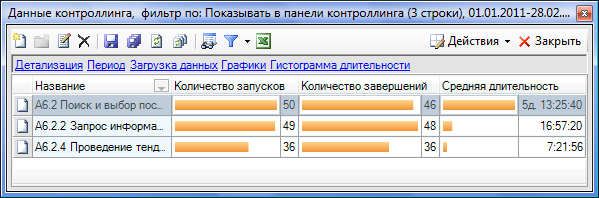 Данные контроллинга, фильтр по: Показывать в панели контроллинга (3 строки), 01.01.2011-28.02....
Действия Закрыть
Детализация Период Загрузка данных Графики Гистограмма длительности
Название Количество запусков Количество завершений Средняя длительность
А6.2 Поиск и выбор пос... 50 46 5д. 13:25:40
А6.2.2 Запрос информа... 49 48 16:57:20
А6.2.4 Проведение тенд... 36 36 7:21:56